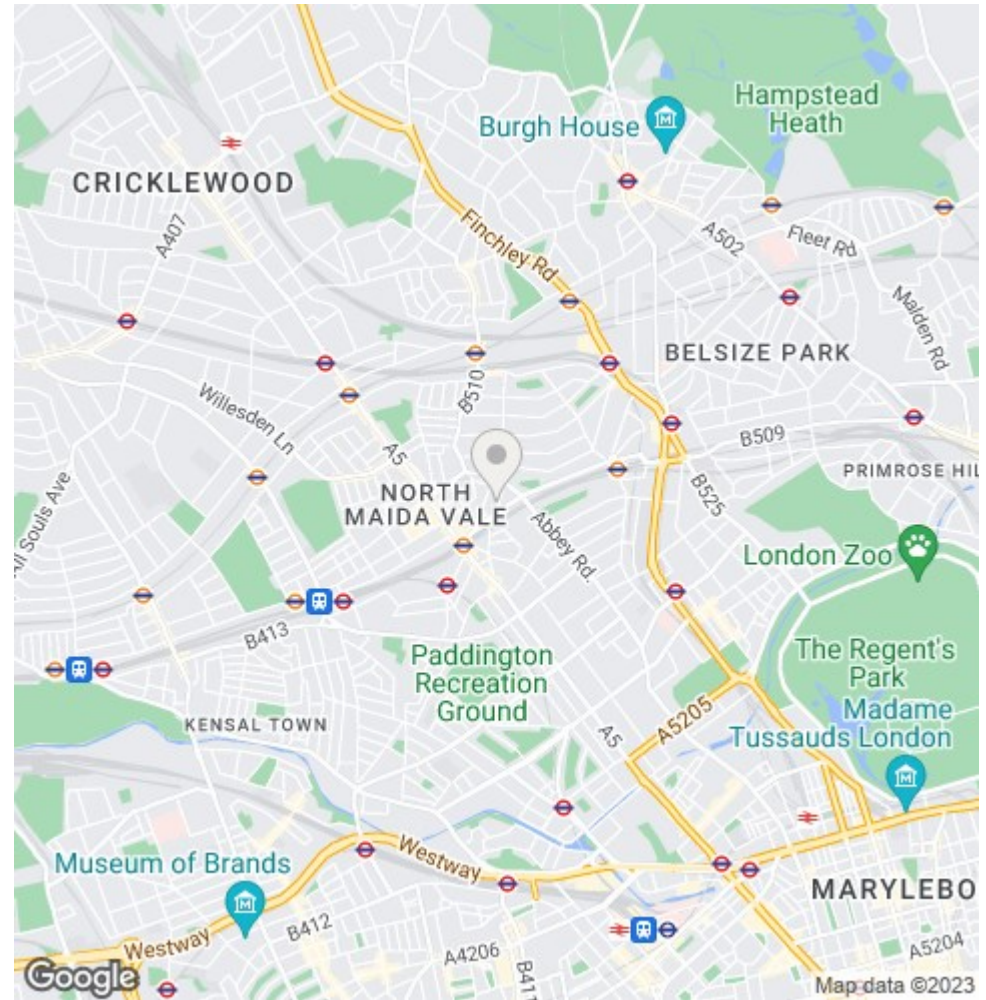 Hampstead
Heath
Burgh House
CRICKLEWOOD
A407
Finchley Rd
A502
Fleet Rd
Malden Rd
BELSIZE PARK
B510
Willesden Ln
A5
B509
PRIMROSE HIL
NORTH
MAIDA VALE
B525
All Souls Ave
Abbey Rd.
London Zoo
B413
Paddington
Recreation
Ground
The Regent's
Park
KENSAL TOWN
A5205
A5
Madame
Tussauds London
Museum of Brands
Westway
MARYLEBO
B412
Westway
A4206
B411
A5204
Google
Map data ©2023